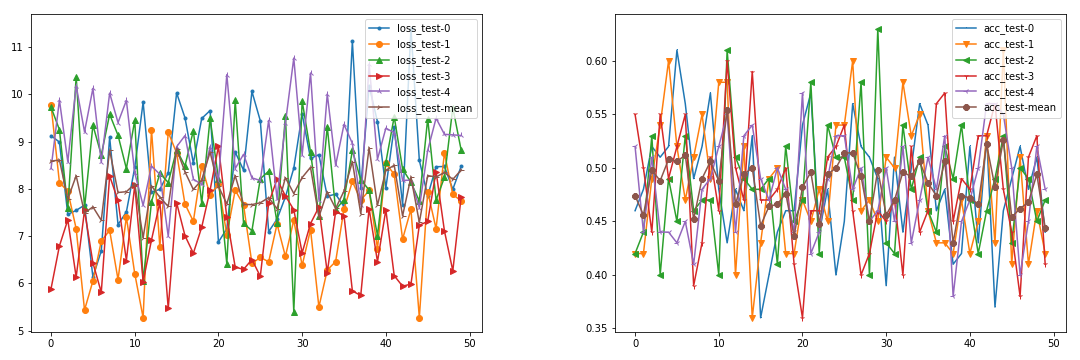 loss_test-0
loss_test-1
loss_test-2
loss_test-3
loss_test-4
loss_test-mean
11
10
9
8
7
6
5
0
10
20
30
40
50
acc_test-0
acc_test-1
acc_test-2
acc_test-3
acc_test-4
acc_test-mean
0.60
0.55
0.50
0.45
0.40
0.35
0
10
20
30
40
50